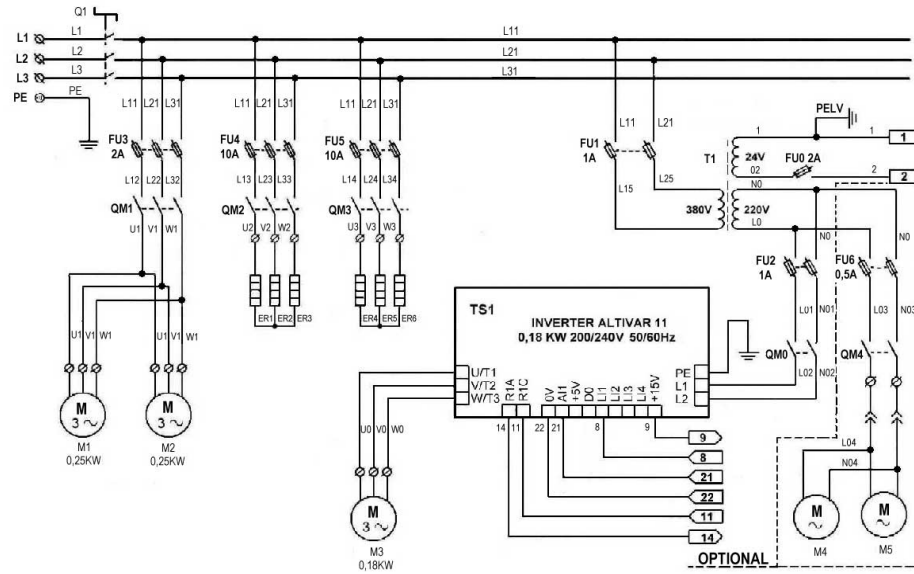 Q1
L1 L1 L11
L2 L2 L21
L3 L3 L31
PE PE
L11 L21 L31
L11 L21 L31
L11 L21 L31
L11 L21
PELV
FU3
2A
FU4
10A
FU5
10A
FU1
1A
T1
1 1 1
24V
FU0 2A
02 2 2
L12 L22 L32
L13 L23 L33
L14 L24 L34
L15 L25
N0
380V 220V
L0
QM1
QM2
QM3
U1 V1 W1
U2 V2 W2
U3 V3 W3
N0 N0
FU2
1A
FU6
0,5A
ER1 ER2 ER3
ER4 ER5 ER6
L01 N01
L03 N03
TS1
INVERTER ALTIVAR 11
0,18 KW 200/240V 50/60Hz
QM0
QM4
L02 N02
U1 V1 W1
U1 V1 W1
U/T1
V/T2
W/T3
R1A
R1C
0V
AI1
+5V
D0
LI1
LI2
LI3
LI4
+15V
PE
L1
L2
14 11 22 21 8 9
9
8
21
22
11
14
M
3
M1
0,25KW
M
3
M2
0,25KW
U0 V0 W0
M
3
M3
0,18KW
L04
N04
M
M4
M
M5
OPTIONAL